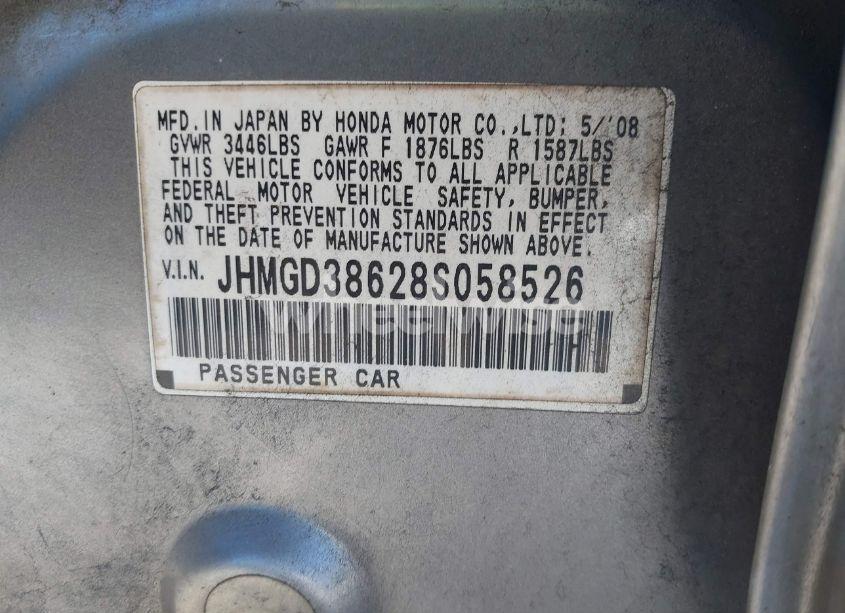 MFD. IN JAPAN BY HONDA MOTOR CO.,LTD: 5/'08
GVWR 3446LBS GAWR F 1876LBS R 1587LBS
THIS VEHICLE CONFORMS TO ALL APPLICABLE
FEDERAL MOTOR VEHICLE SAFETY, BUMPER,
AND THEFT PREVENTION STANDARDS IN EFFECT
ON THE DATE OF MANUFACTURE SHOWN ABOVE.
V.I.N. JHMGD38628S058526
WheelWise
H
PASSENGER CAR